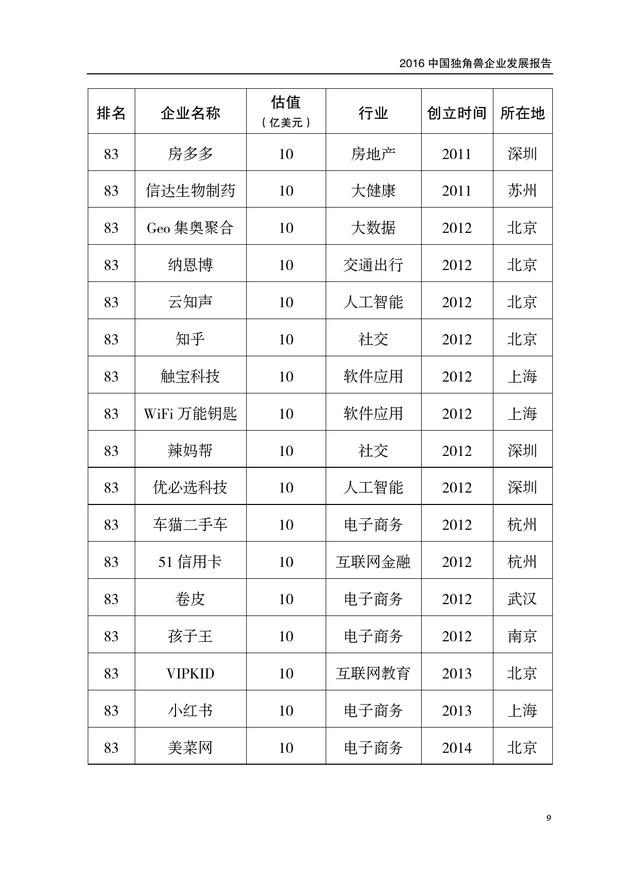 2016 中国独角兽企业发展报告
排名 企业名称 估值（亿美元） 行业 创立时间 所在地
83 房多多 10 房地产 2011 深圳
83 信达生物制药 10 大健康 2011 苏州
83 Geo 集奥聚合 10 大数据 2012 北京
83 纳恩博 10 交通出行 2012 北京
83 云知声 10 人工智能 2012 北京
83 知乎 10 社交 2012 北京
83 触宝科技 10 软件应用 2012 上海
83 WiFi 万能钥匙 10 软件应用 2012 上海
83 辣妈帮 10 社交 2012 深圳
83 优必选科技 10 人工智能 2012 深圳
83 车猫二手车 10 电子商务 2012 杭州
83 51 信用卡 10 互联网金融 2012 杭州
83 卷皮 10 电子商务 2012 武汉
83 孩子王 10 电子商务 2012 南京
83 VIPKID 10 互联网教育 2013 北京
83 小红书 10 电子商务 2013 上海
83 美菜网 10 电子商务 2014 北京
9